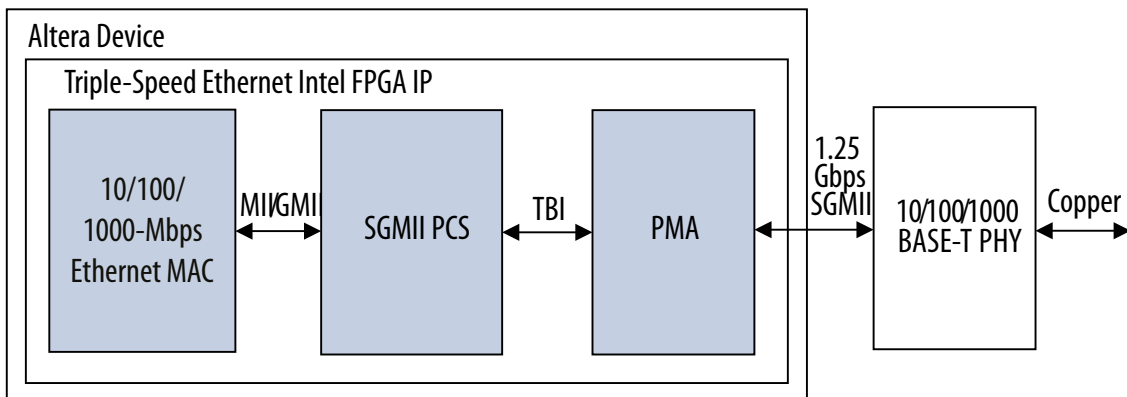 Altera Device
Triple-Speed Ethernet Intel FPGA IP
10/100/
1000-Mbps
Ethernet MAC
MII/GMII
SGMII PCS
TBI
PMA
1.25
Gbps
SGMII
10/100/1000
BASE-T PHY
Copper